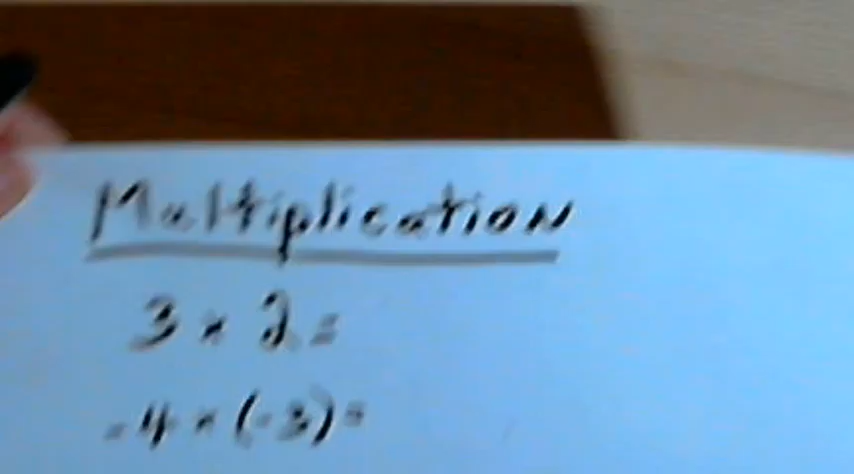 Multiplication
3 × 2 =
-4 × (-3) =